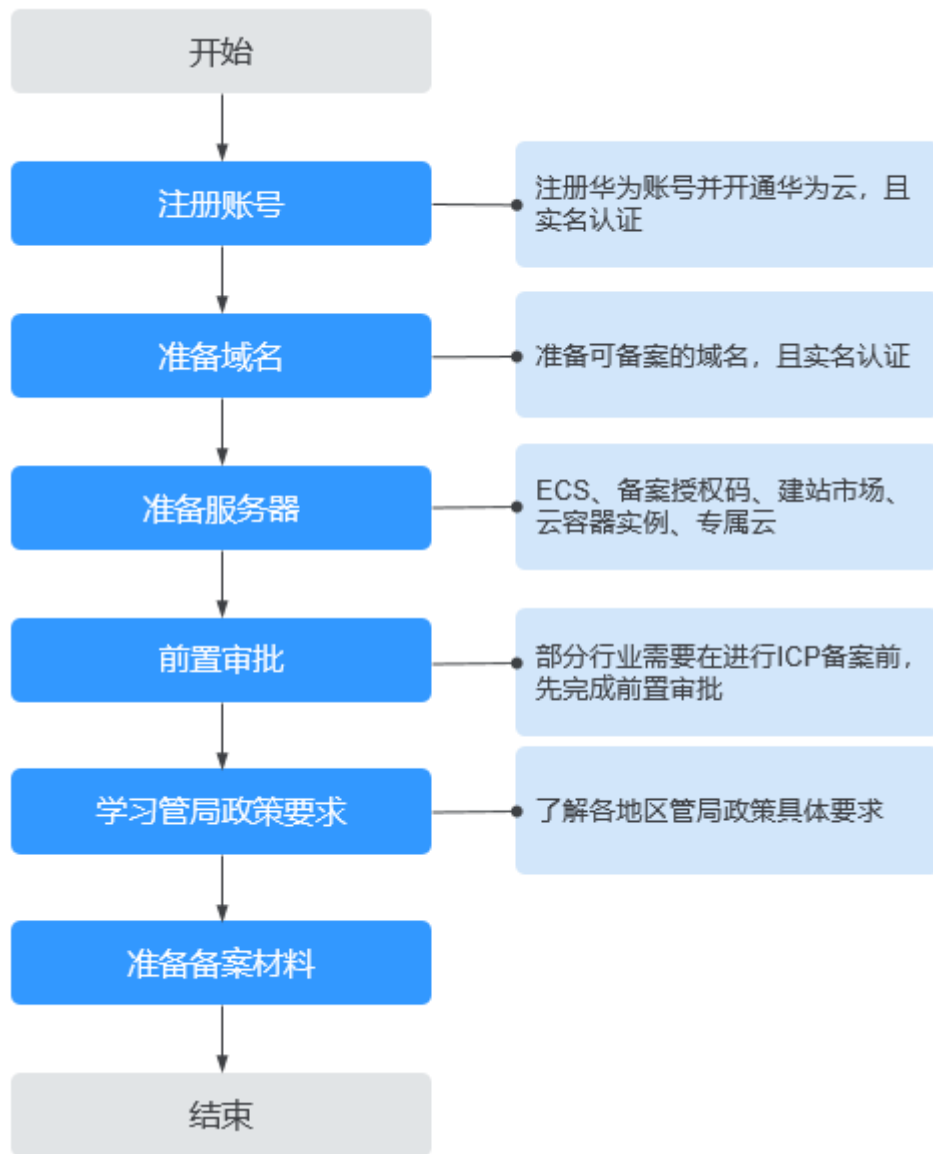 开始
注册账号
注册华为账号并开通华为云，且
实名认证
准备域名
准备可备案的域名，且实名认证
准备服务器
ECS、备案授权码、建站市场、
云容器实例、专属云
前置审批
部分行业需要在进行ICP备案前，
先完成前置审批
学习管局政策要求
了解各地区管局政策具体要求
准备备案材料
结束